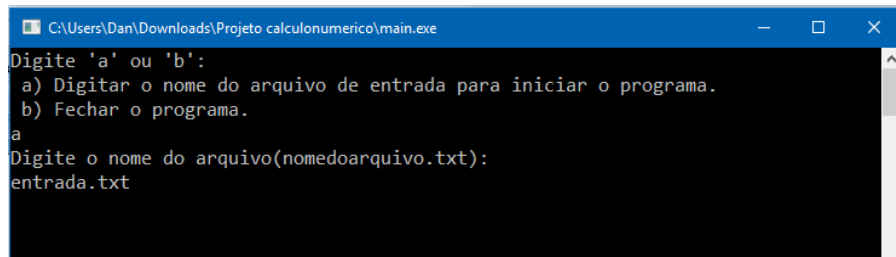 C:\Users\Dan\Downloads\Projeto calculonumerico\main.exe
Digite 'a' ou 'b':
a) Digitar o nome do arquivo de entrada para iniciar o programa.
b) Fechar o programa.
a
Digite o nome do arquivo(nomedoarquivo.txt):
entrada.txt